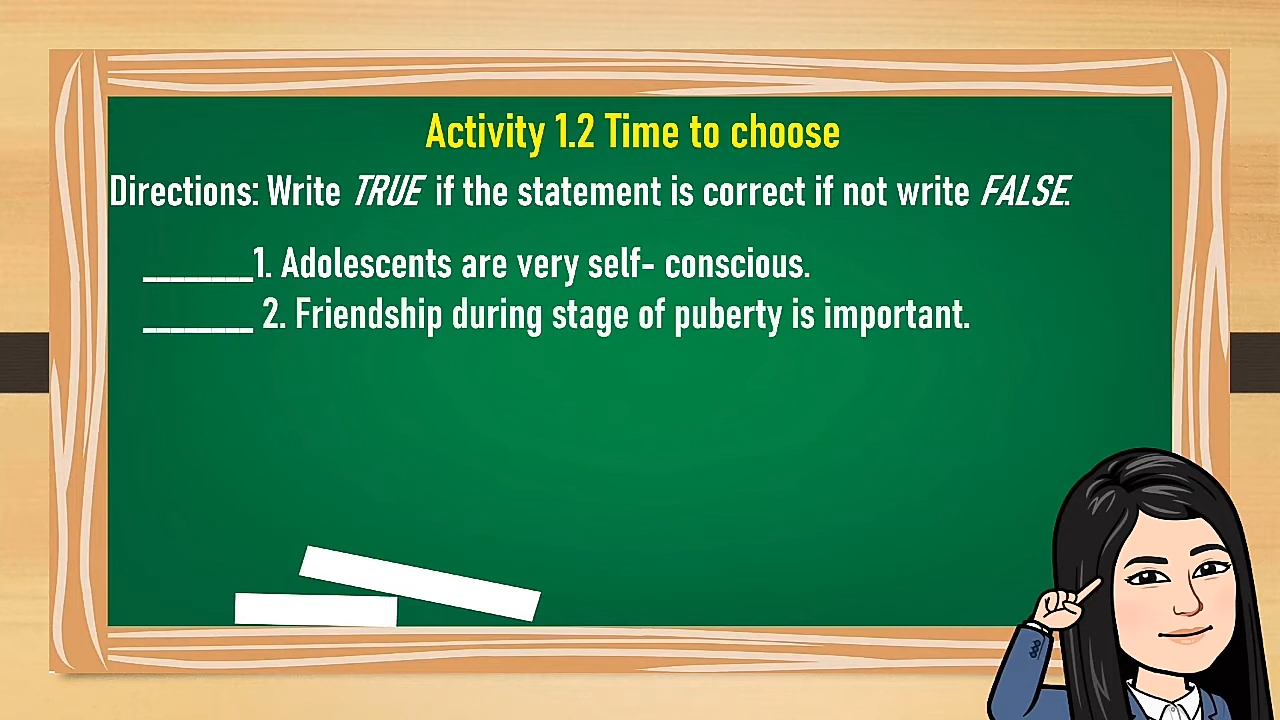 Activity 1.2 Time to choose
Directions: Write TRUE if the statement is correct if not write FALSE.
________1. Adolescents are very self- conscious.
________ 2. Friendship during stage of puberty is important.